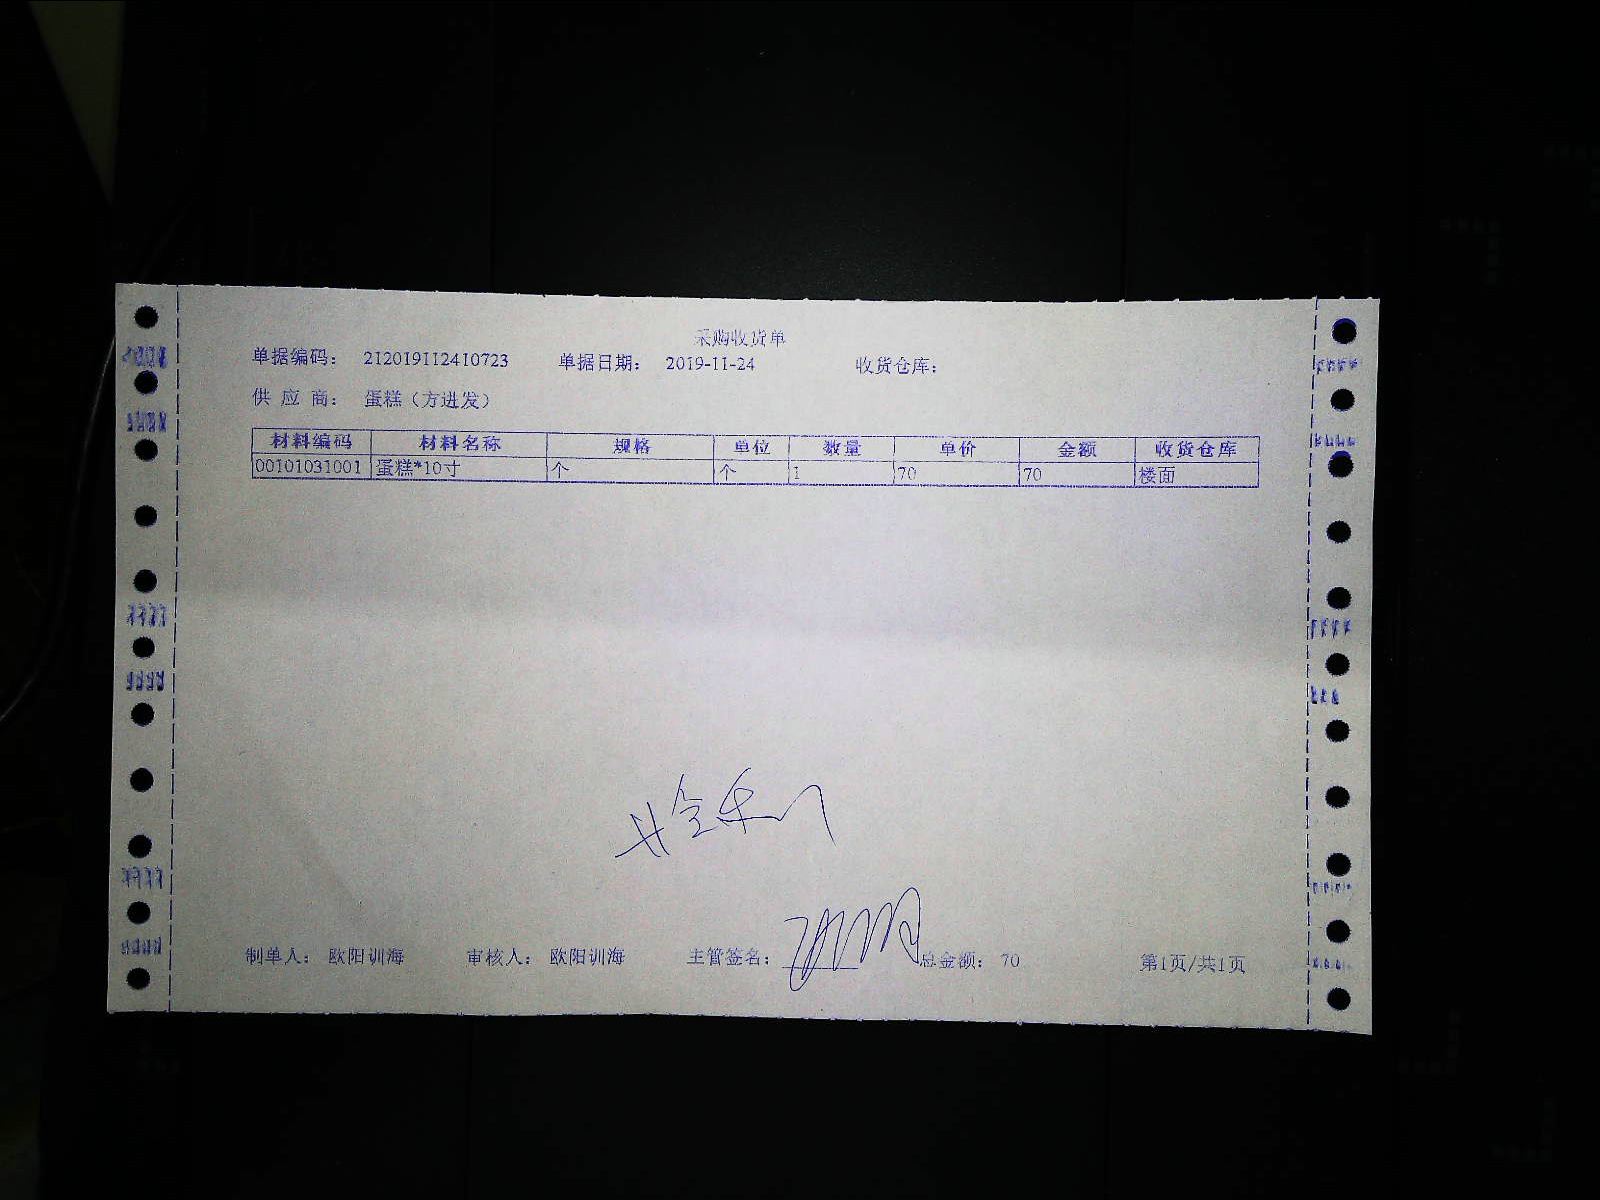 采购收货单
单据编码： 212019112410723 单据日期： 2019-11-24 收货仓库：
供 应 商： 蛋糕（方进发）
材料编码 材料名称 规格 单位 数量 单价 金额 收货仓库
00101031001 蛋糕*10寸 个 个 1 70 70 楼面
制单人： 欧阳训海 审核人： 欧阳训海 主管签名： 总金额： 70 第1页/共1页